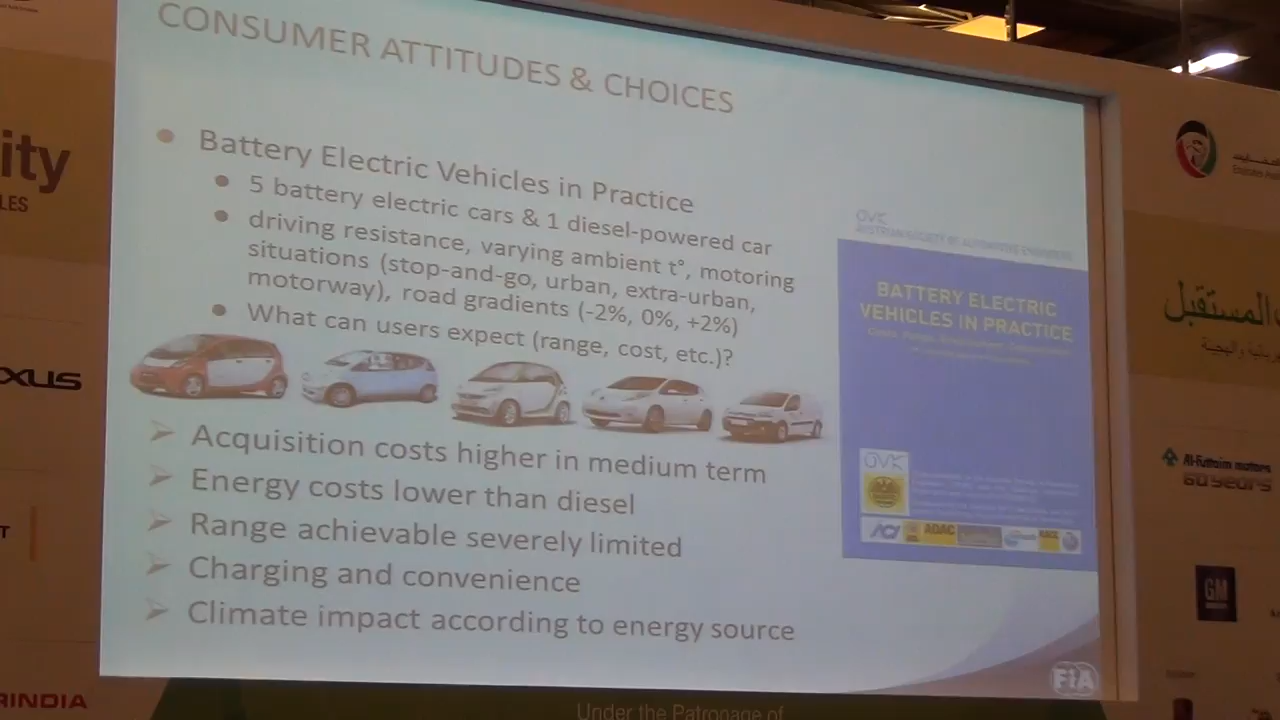 CONSUMER ATTITUDES & CHOICES
Battery Electric Vehicles in Practice
5 battery electric cars & 1 diesel-powered car
driving resistance, varying ambient t°, motoring
situations (stop-and-go, urban, extra-urban,
motorway), road gradients (-2%, 0%, +2%)
What can users expect (range, cost, etc.)?
Acquisition costs higher in medium term
Energy costs lower than diesel
Range achievable severely limited
Charging and convenience
Climate impact according to energy source
ÖVK
AUSTRIAN SOCIETY OF AUTOMOTIVE ENGINEERS
BATTERY ELECTRIC
VEHICLES IN PRACTICE
ÖVK
ADAC
FIA
ity
LES
XUS
T
RINDIA
Under the Patronage of
المستقبل
Al-Futtaim motors
60 years
GM